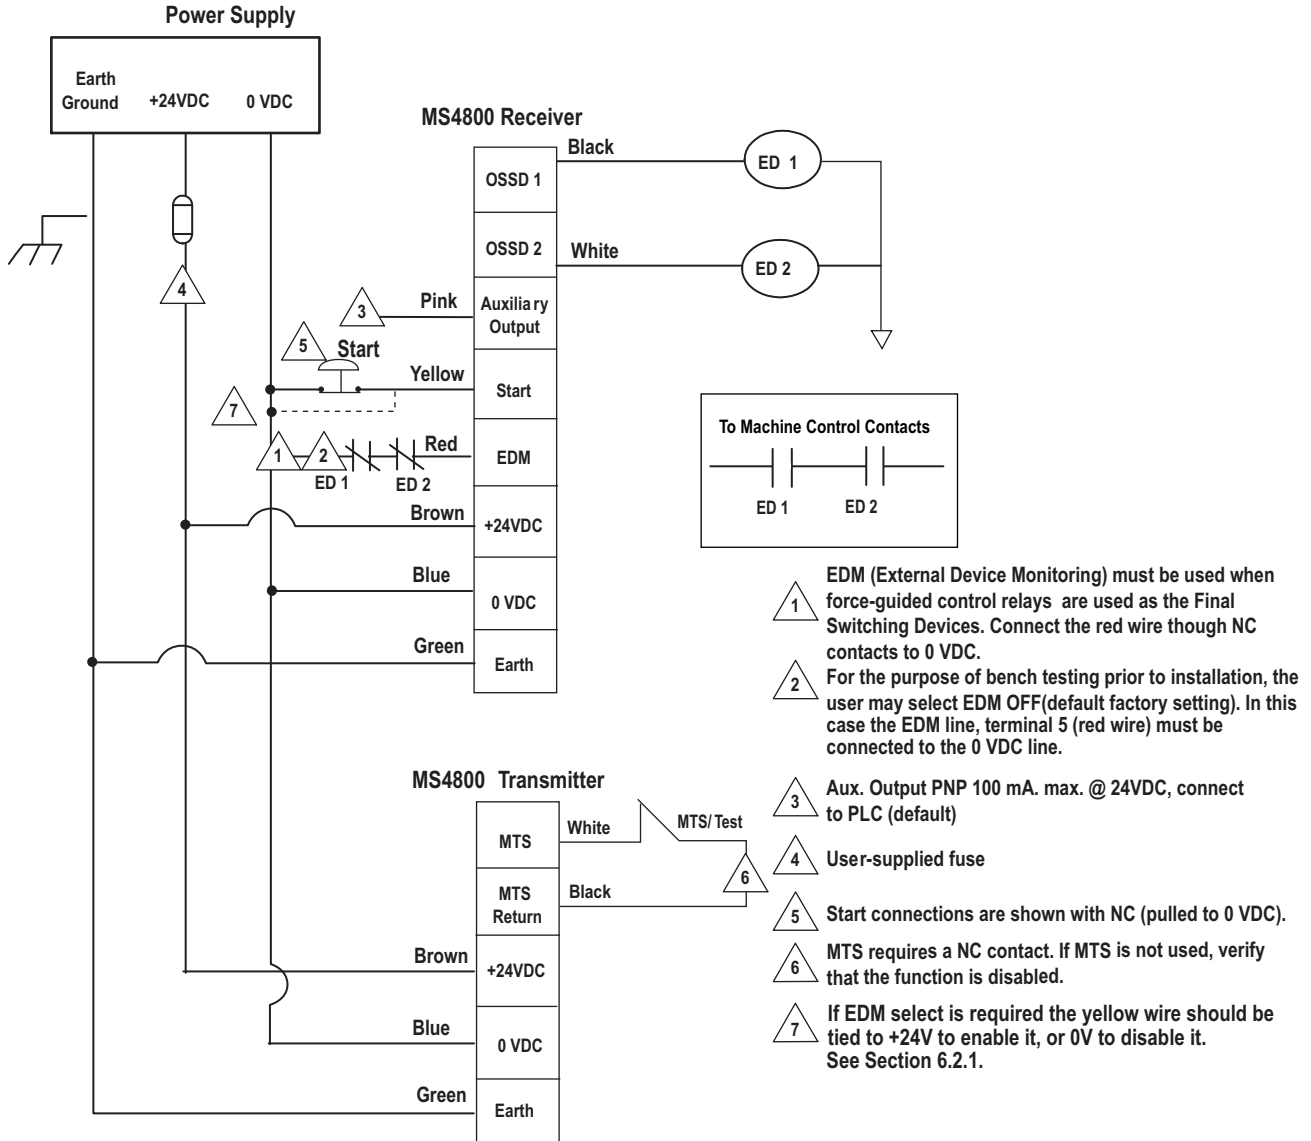 Power Supply
Earth
Ground
+24VDC
0 VDC
MS4800 Receiver
Black
OSSD 1
ED 1
OSSD 2
White
ED 2
4
3
Pink
Auxilia ry
Output
5
Start
Yellow
Start
7
1
2
Red
EDM
ED 1
ED 2
Brown
+24VDC
Blue
0 VDC
Green
Earth
To Machine Control Contacts
ED 1
ED 2
1
EDM (External Device Monitoring) must be used when
force-guided control relays are used as the Final
Switching Devices. Connect the red wire though NC
contacts to 0 VDC.
2
For the purpose of bench testing prior to installation, the
user may select EDM OFF(default factory setting). In this
case the EDM line, terminal 5 (red wire) must be
connected to the 0 VDC line.
3
Aux. Output PNP 100 mA. max. @ 24VDC, connect
to PLC (default)
4
User-supplied fuse
5
Start connections are shown with NC (pulled to 0 VDC).
6
MTS requires a NC contact. If MTS is not used, verify
that the function is disabled.
7
If EDM select is required the yellow wire should be
tied to +24V to enable it, or 0V to disable it.
See Section 6.2.1.
MS4800 Transmitter
MTS
White
MTS/ Test
6
MTS
Return
Black
Brown
+24VDC
Blue
0 VDC
Green
Earth